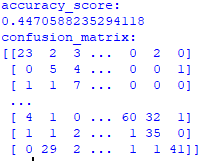 accuracy_score:
0.4470588235294118
confusion_matrix:
[[23  2  3 ...  0  2  0]
 [ 0  5  4 ...  0  0  1]
 [ 1  1  7 ...  0  0  0]
 ...
 [ 4  1  0 ... 60 32  1]
 [ 1  1  2 ...  1 35  0]
 [ 0 29  2 ...  1  1 41]]